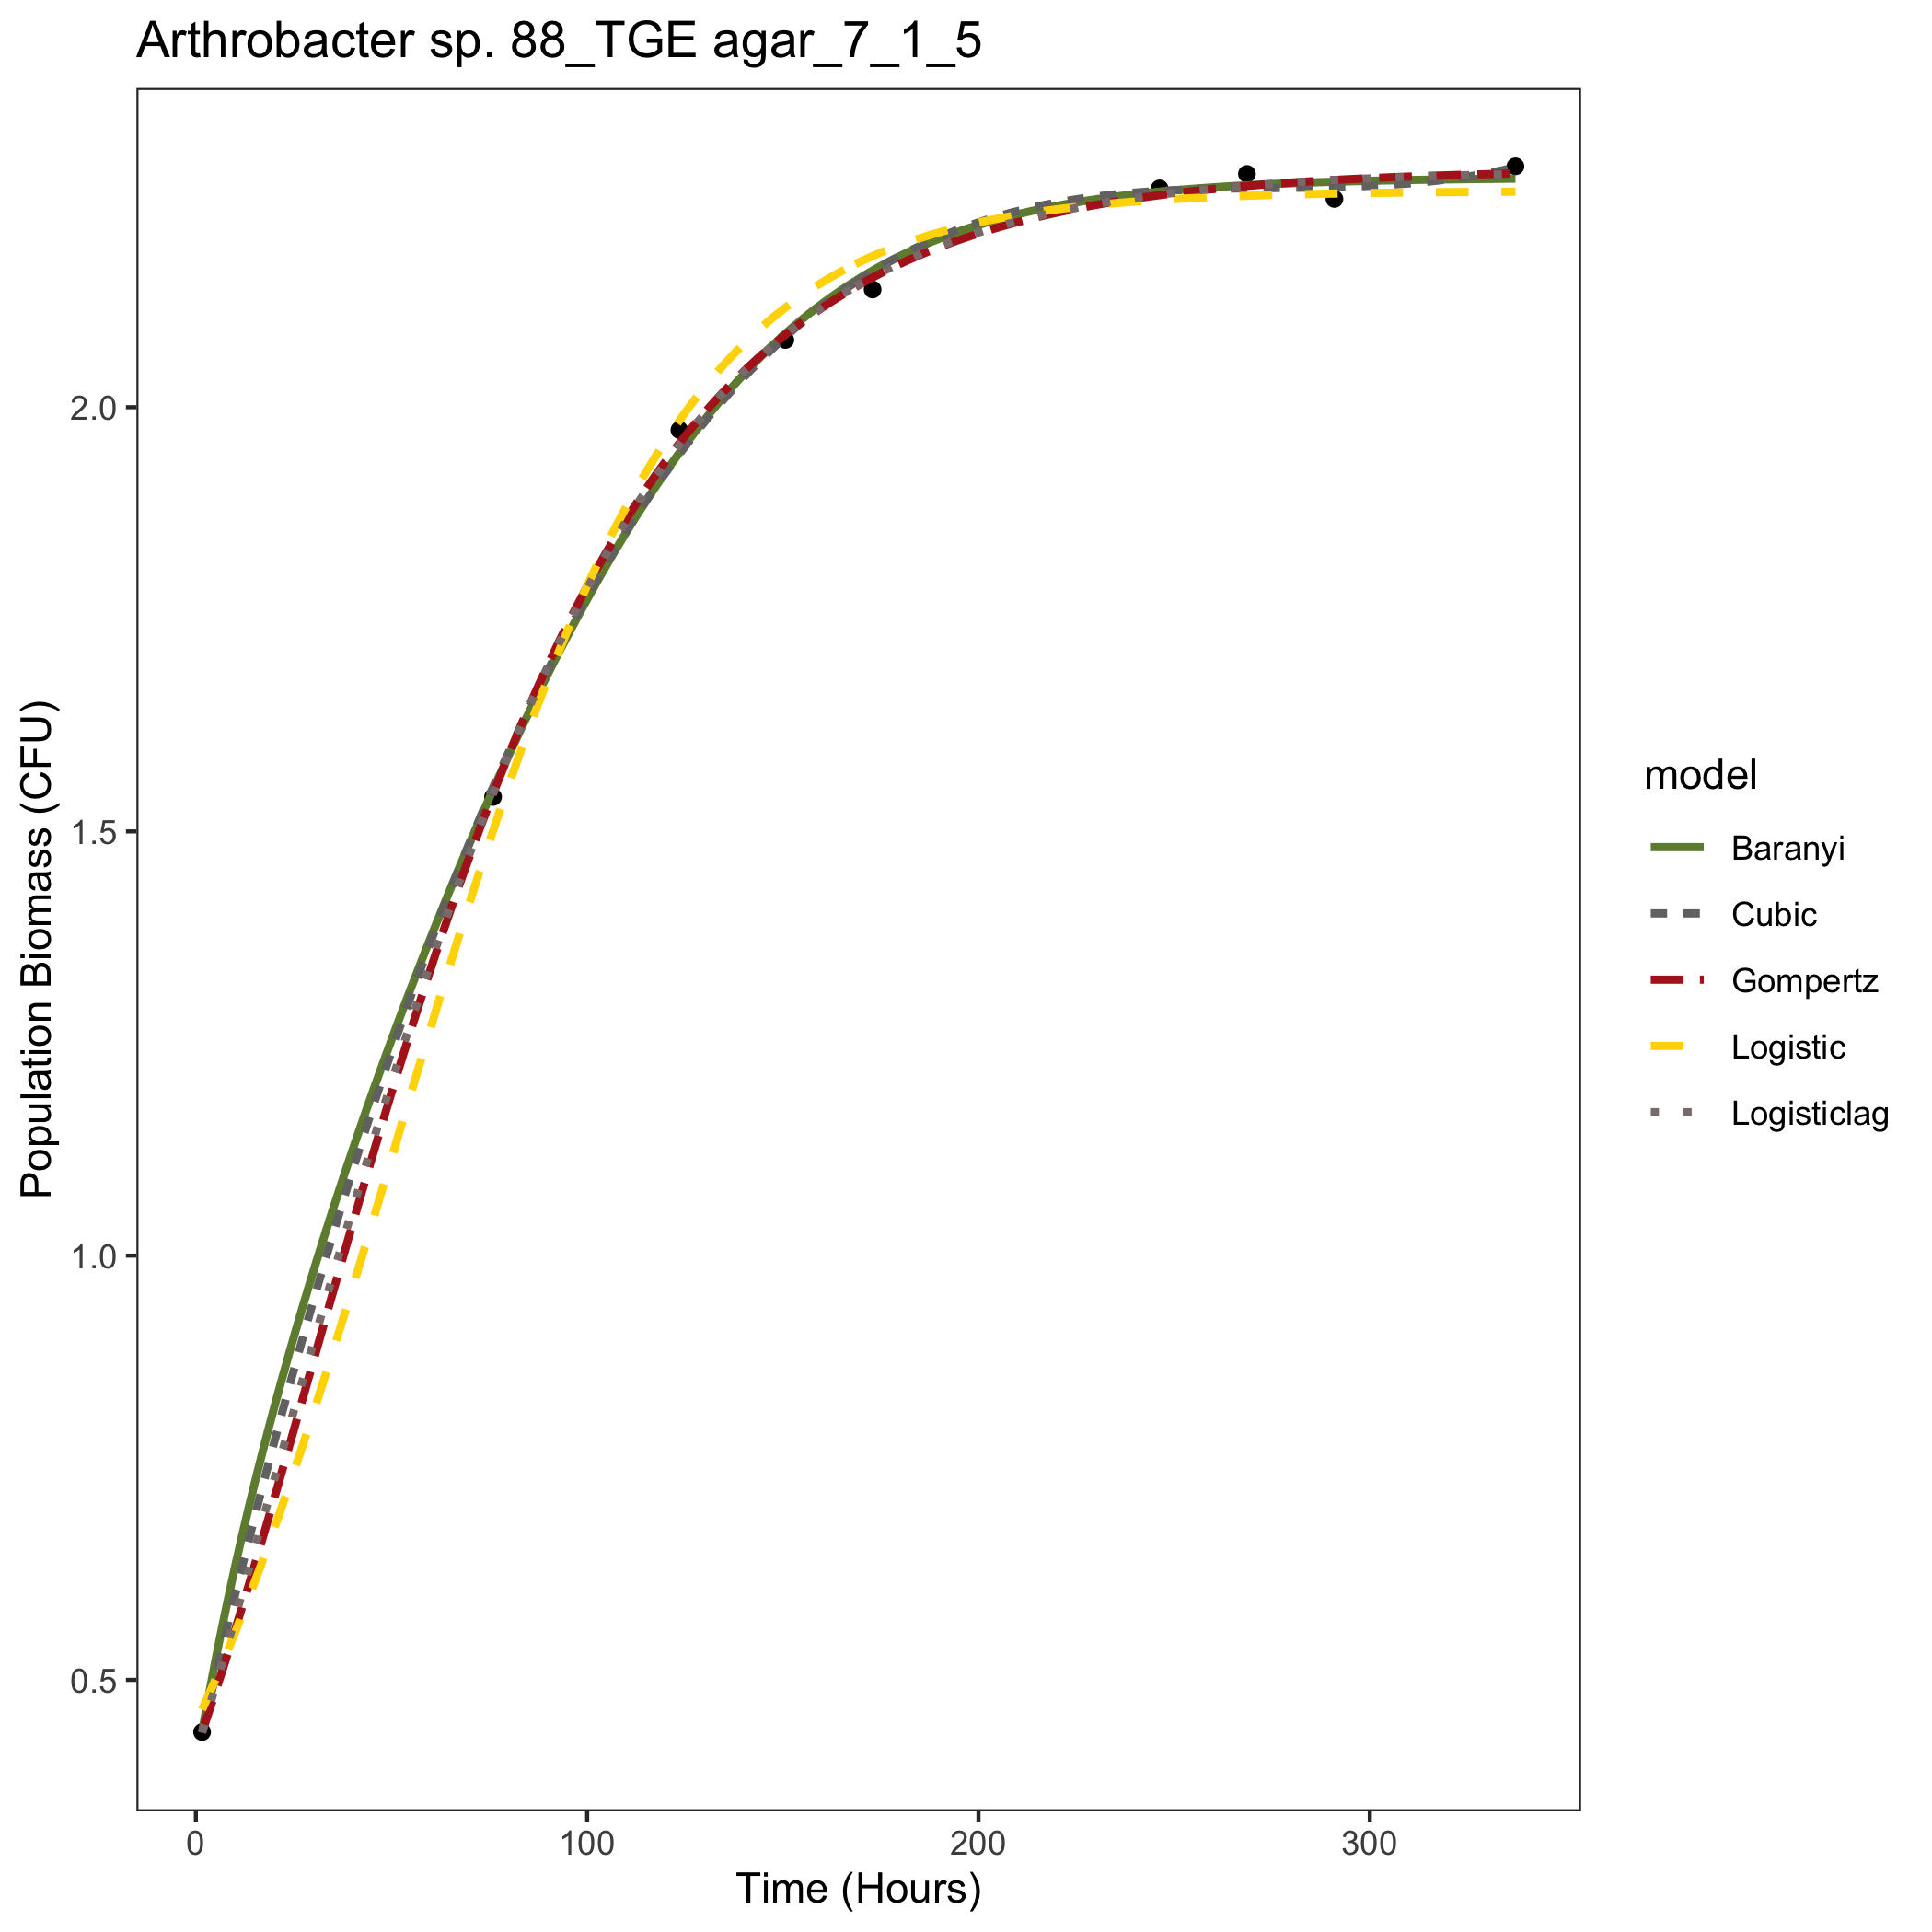 Arthrobacter sp. 88_TGE agar_7_1_5
Population Biomass (CFU)
2.0
1.5
1.0
0.5
0
100
200
300
Time (Hours)
model
Baranyi
Cubic
Gompertz
Logistic
Logisticlag